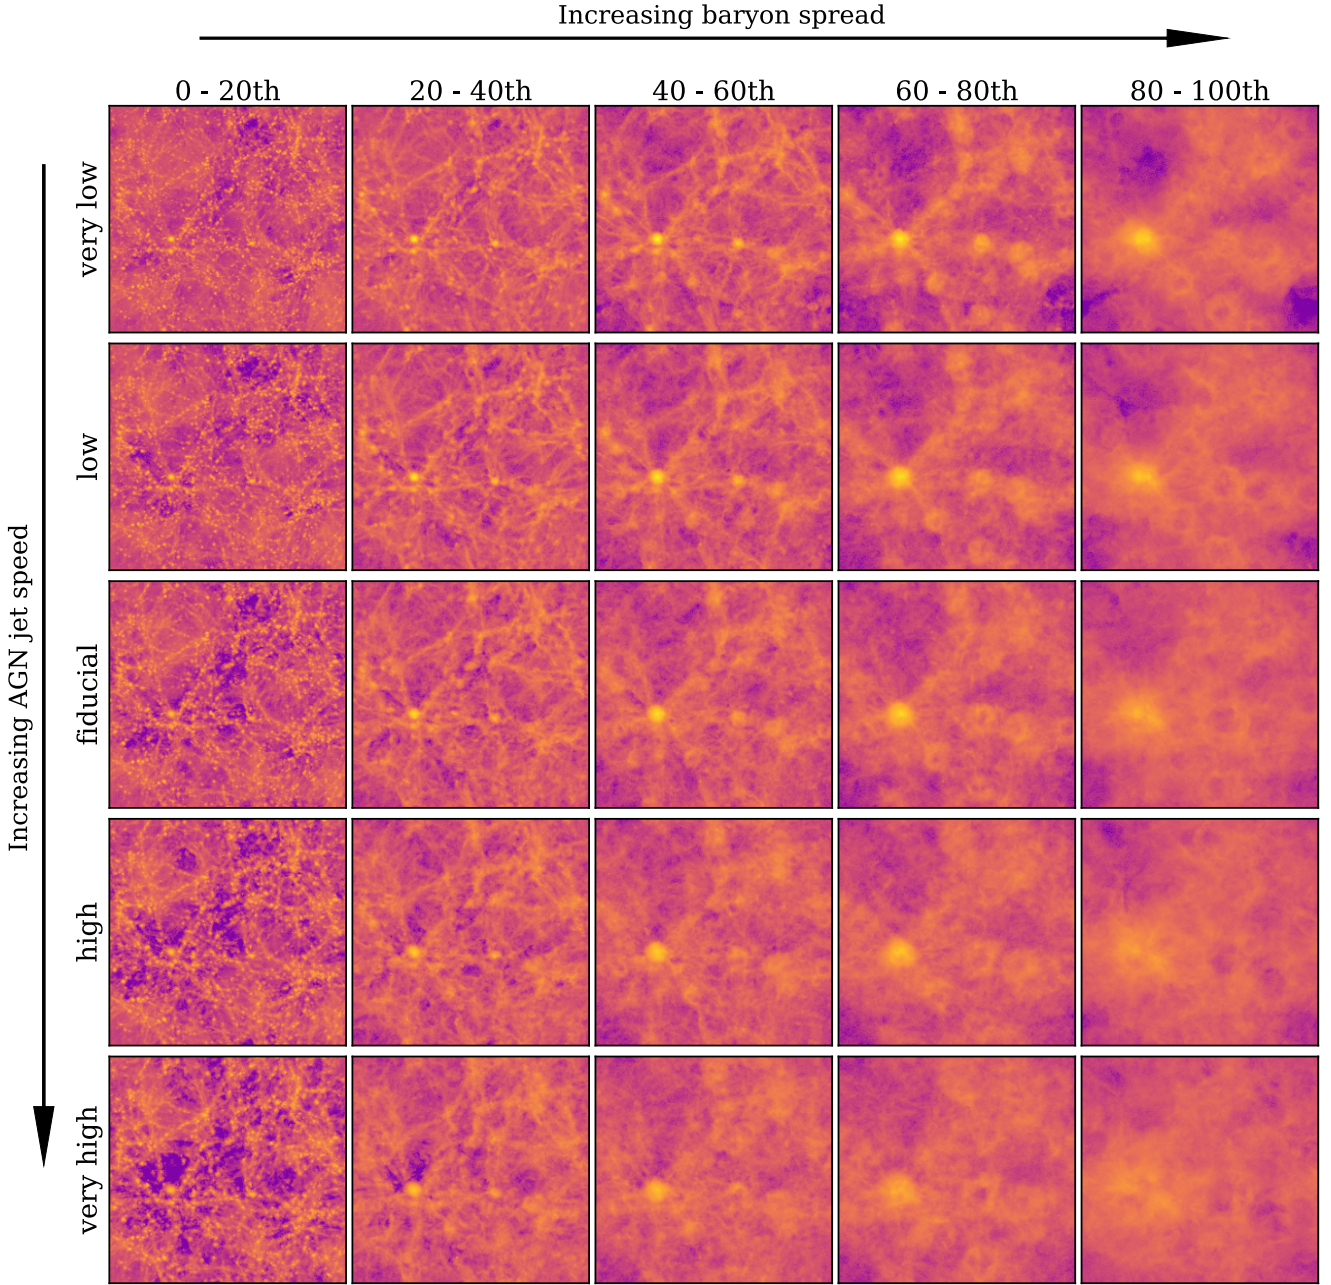 Increasing baryon spread
0 - 20th
20 - 40th
40 - 60th
60 - 80th
80 - 100th
Increasing AGN jet speed
very low
low
fiducial
high
very high